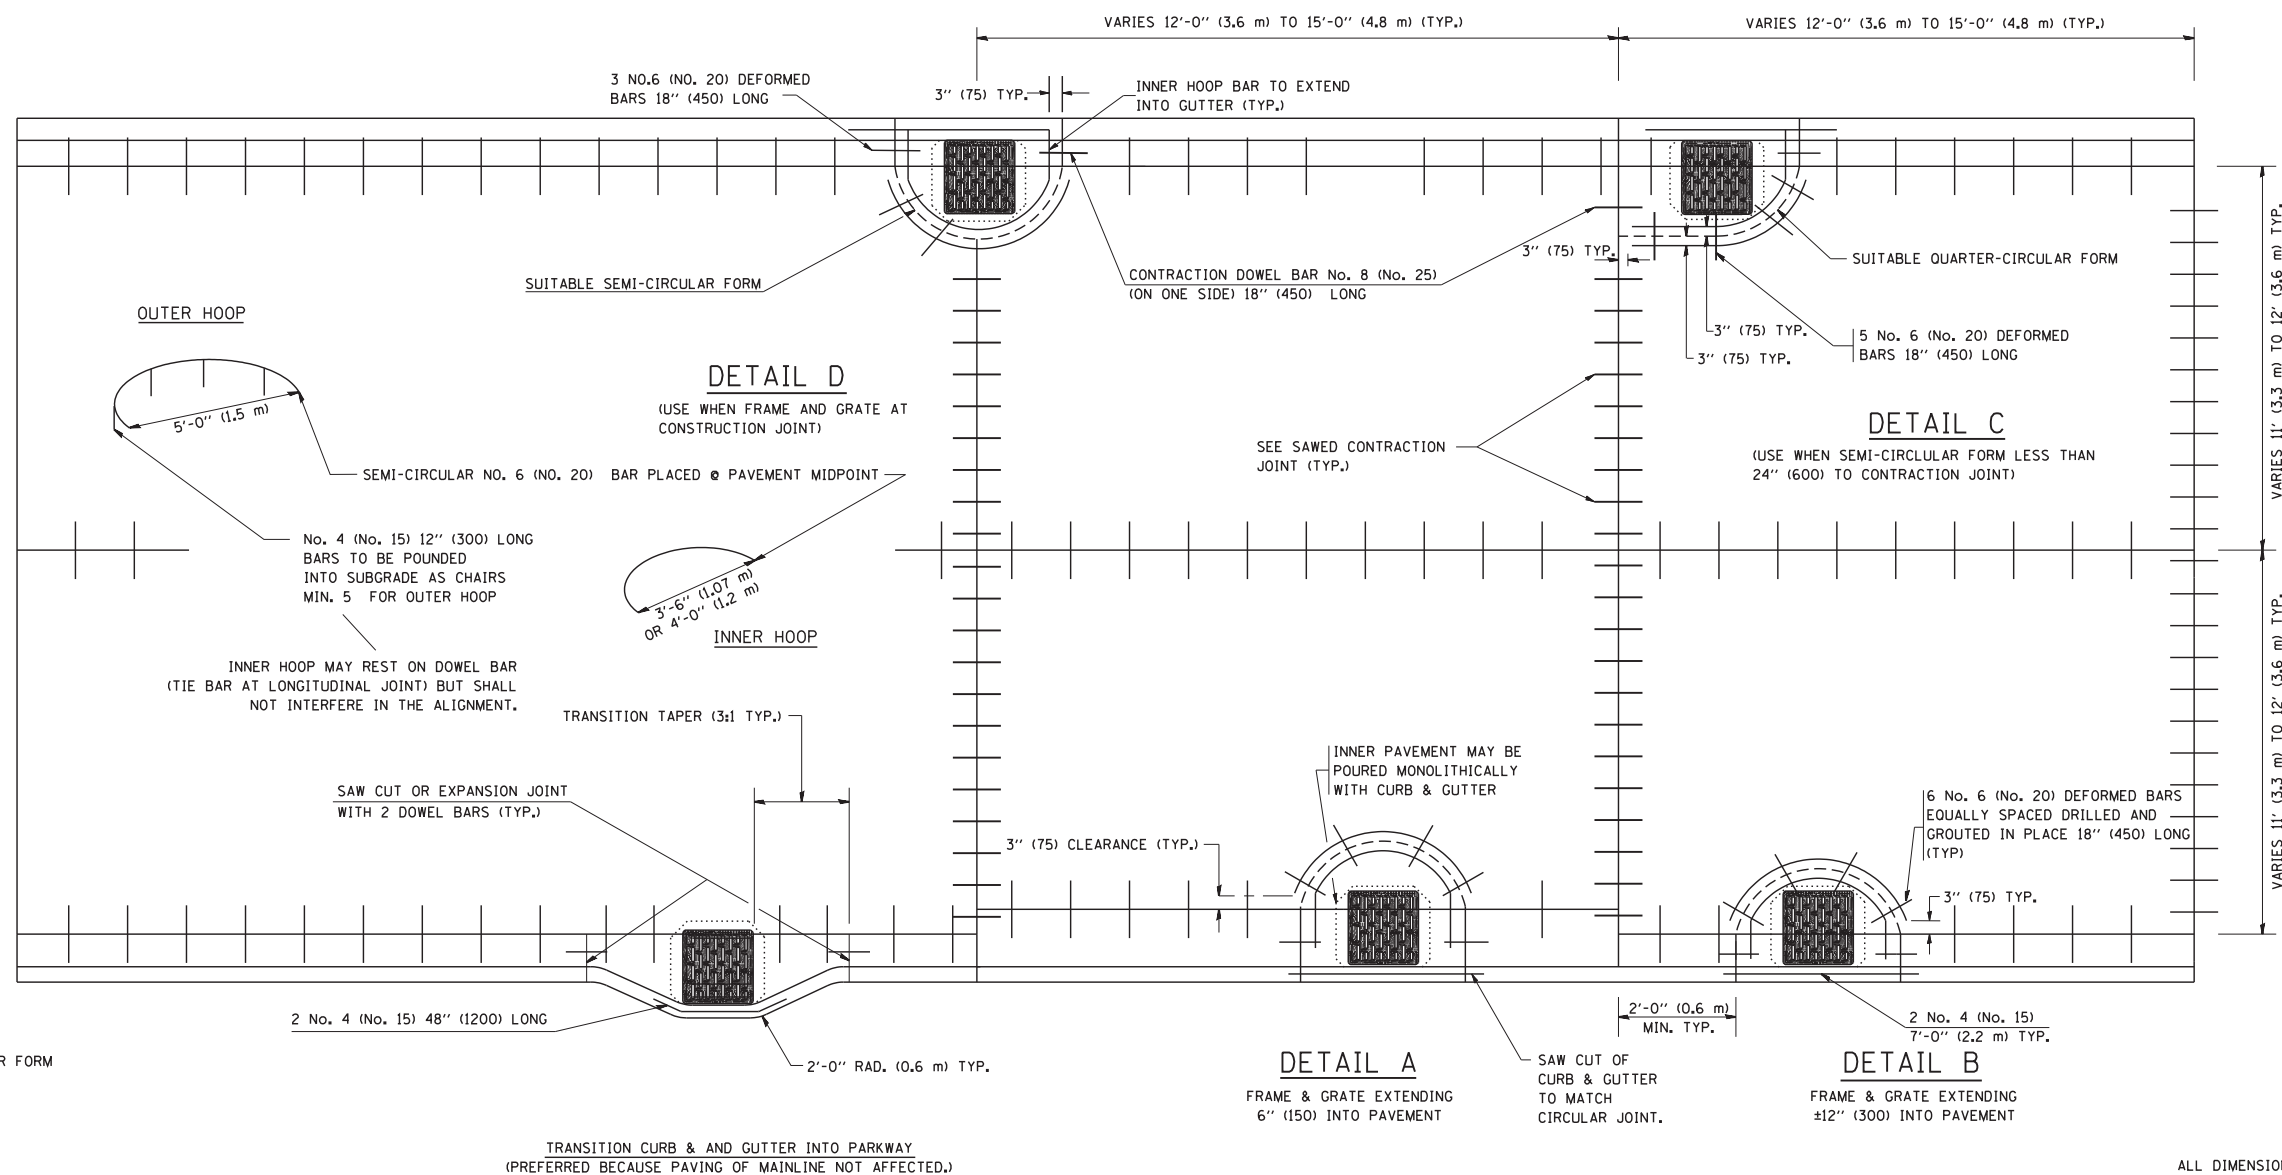 VARIES 12'-0" (3.6 m) TO 15'-0" (4.8 m) (TYP.)
VARIES 12'-0" (3.6 m) TO 15'-0" (4.8 m) (TYP.)
3 NO.6 (NO. 20) DEFORMED
BARS 18" (450) LONG
3" (75) TYP.
INNER HOOP BAR TO EXTEND
INTO GUTTER (TYP.)
SUITABLE SEMI-CIRCULAR FORM
CONTRACTION DOWEL BAR No. 8 (No. 25)
(ON ONE SIDE) 18" (450) LONG
3" (75) TYP.
SUITABLE QUARTER-CIRCULAR FORM
3" (75) TYP.
3" (75) TYP.
5 No. 6 (No. 20) DEFORMED
BARS 18" (450) LONG
VARIES 11' (3.3 m) TO 12' (3.6 m) TYP.
OUTER HOOP
5'-0" (1.5 m)
DETAIL D
(USE WHEN FRAME AND GRATE AT
CONSTRUCTION JOINT)
SEMI-CIRCULAR NO. 6 (NO. 20) BAR PLACED @ PAVEMENT MIDPOINT
SEE SAWED CONTRACTION
JOINT (TYP.)
DETAIL C
(USE WHEN SEMI-CIRCLULAR FORM LESS THAN
24" (600) TO CONTRACTION JOINT)
No. 4 (No. 15) 12" (300) LONG
BARS TO BE POUNDED
INTO SUBGRADE AS CHAIRS
MIN. 5 FOR OUTER HOOP
3'-6" (1.07 m)
OR 4'-0" (1.2 m)
INNER HOOP
INNER HOOP MAY REST ON DOWEL BAR
(TIE BAR AT LONGITUDINAL JOINT) BUT SHALL
NOT INTERFERE IN THE ALIGNMENT.
VARIES 11' (3.3 m) TO 12' (3.6 m) TYP.
TRANSITION TAPER (3:1 TYP.)
SAW CUT OR EXPANSION JOINT
WITH 2 DOWEL BARS (TYP.)
INNER PAVEMENT MAY BE
POURED MONOLITHICALLY
WITH CURB & GUTTER
3" (75) CLEARANCE (TYP.)
6 No. 6 (No. 20) DEFORMED BARS
EQUALLY SPACED DRILLED AND
GROUTED IN PLACE 18" (450) LONG
(TYP)
3" (75) TYP.
2 No. 4 (No. 15) 48" (1200) LONG
2'-0" RAD. (0.6 m) TYP.
2'-0" (0.6 m)
MIN. TYP.
2 No. 4 (No. 15)
7'-0" (2.2 m) TYP.
R FORM
DETAIL A
FRAME & GRATE EXTENDING
6" (150) INTO PAVEMENT
SAW CUT OF
CURB & GUTTER
TO MATCH
CIRCULAR JOINT.
DETAIL B
FRAME & GRATE EXTENDING
±12" (300) INTO PAVEMENT
TRANSITION CURB & AND GUTTER INTO PARKWAY
(PREFERRED BECAUSE PAVING OF MAINLINE NOT AFFECTED.)
ALL DIMENSIO